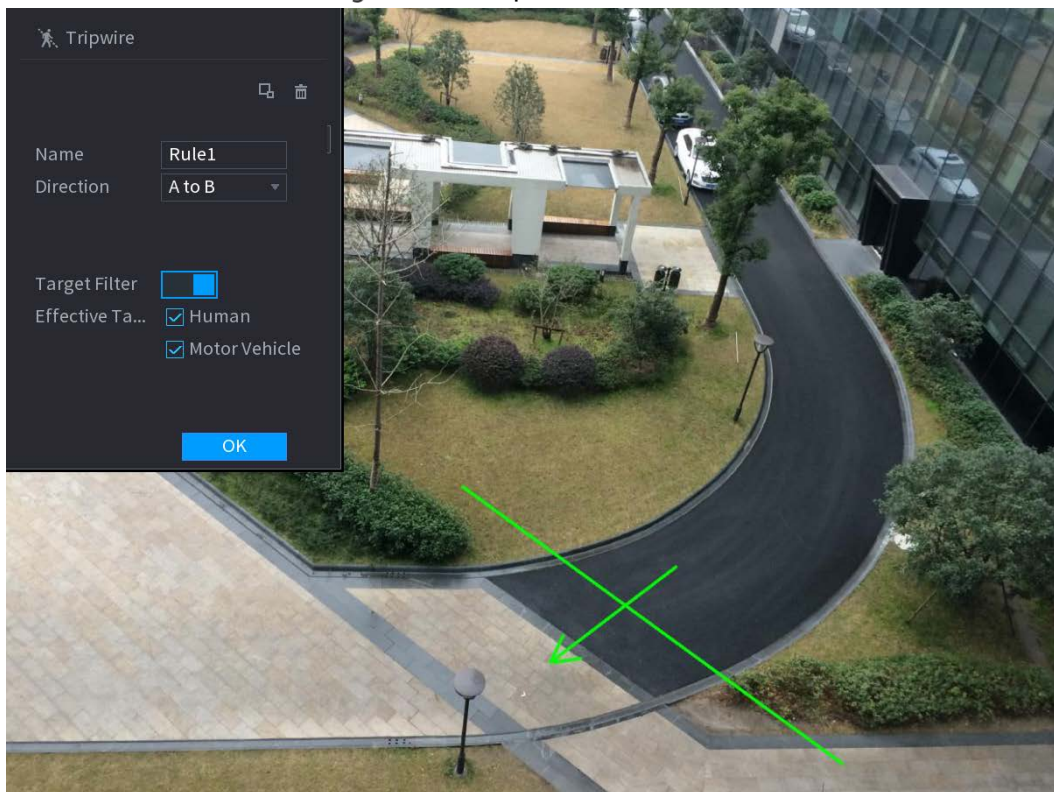 Tripwire
Name Rule1
Direction A to B
Target Filter
Effective Ta... Human
Motor Vehicle
OK